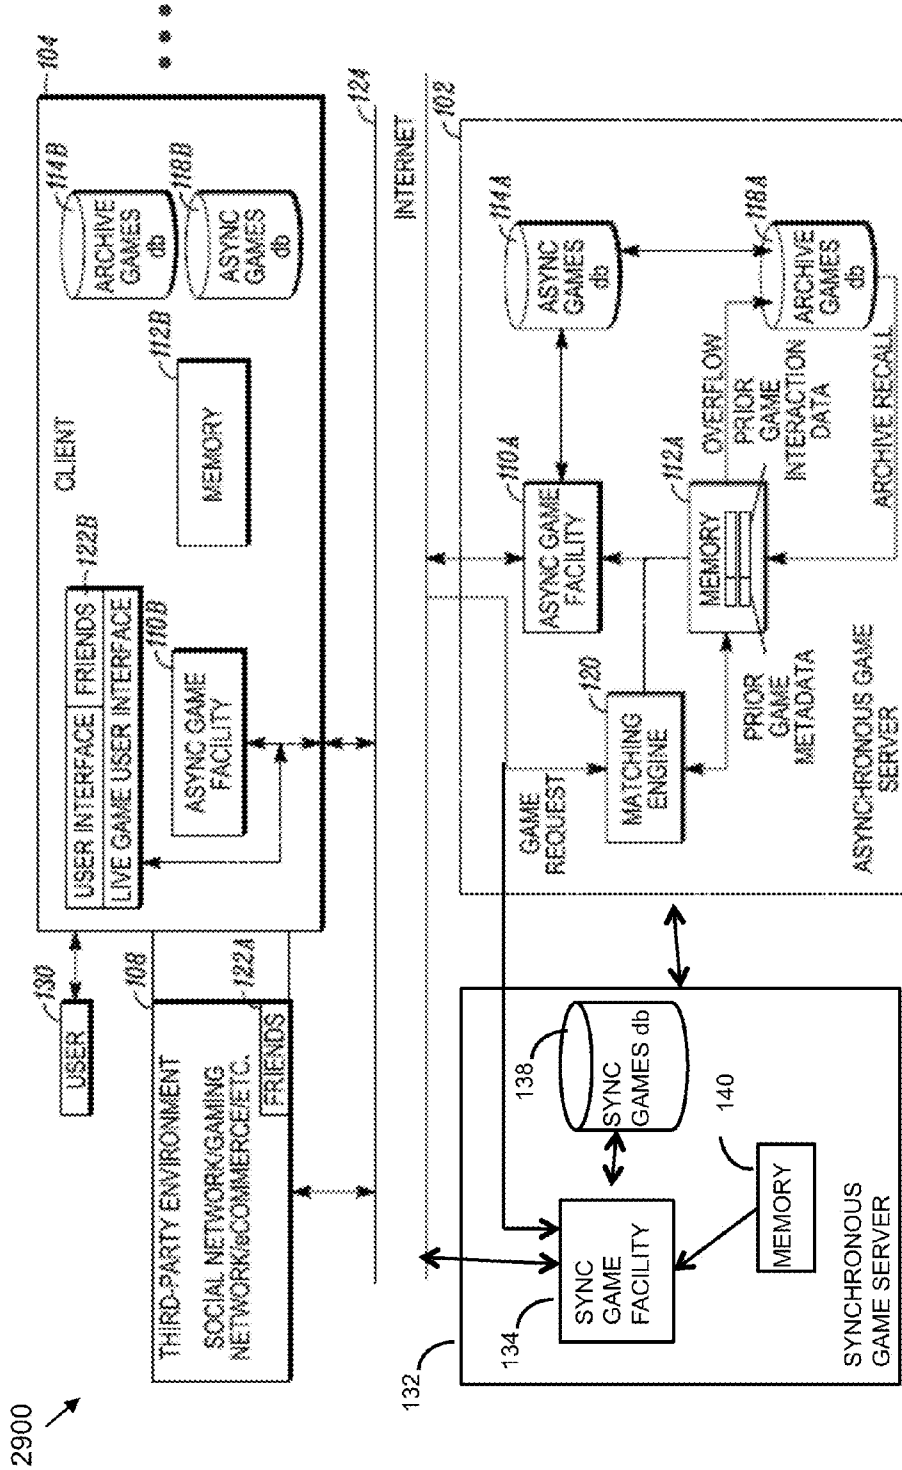 2900
130
USER
108
THIRD-PARTY ENVIRONMENT
SOCIAL NETWORK/GAMING
NETWORK/eCOMMERCE/ETC.
122A
FRIENDS
104
CLIENT
USER INTERFACE
FRIENDS
122B
LIVE GAME USER INTERFACE
110B
ASYNC GAME
FACILITY
112B
MEMORY
114B
ARCHIVE
GAMES
db
118B
ASYNC
GAMES
db
124
INTERNET
132
134
SYNC
GAME
FACILITY
138
SYNC
GAMES db
140
MEMORY
SYNCHRONOUS
GAME SERVER
102
GAME
REQUEST
120
MATCHING
ENGINE
110A
ASYNC GAME
FACILITY
114A
ASYNC
GAMES
db
112A
MEMORY
OVERFLOW
PRIOR
GAME
INTERACTION
DATA
118A
ARCHIVE
GAMES
db
ARCHIVE RECALL
PRIOR
GAME
METADATA
ASYNCHRONOUS GAME
SERVER